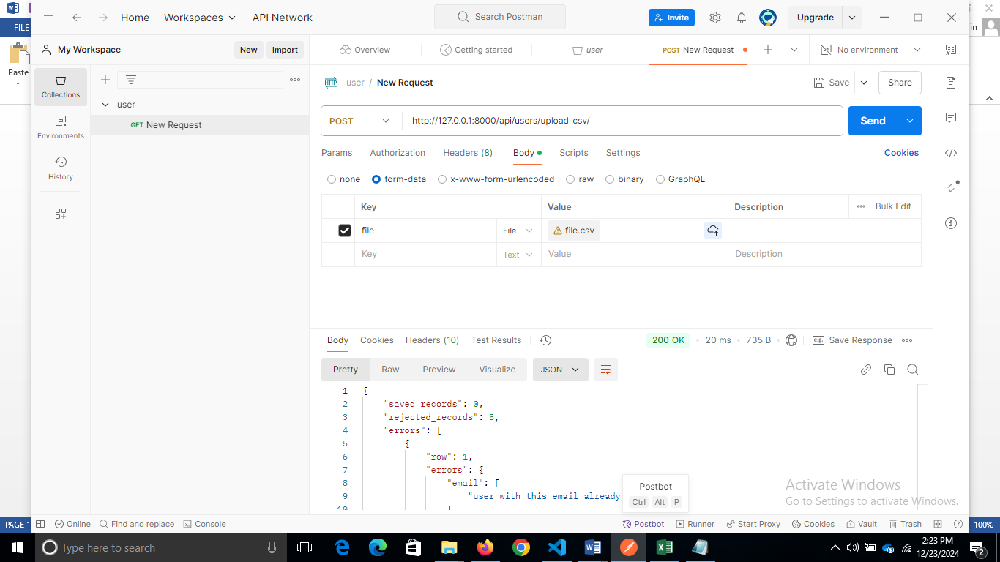 FILE
in
Paste
PAGE 1
100%
Home
Workspaces
API Network
Search Postman
Invite
Upgrade
My Workspace
New
Import
Overview
Getting started
user
POST New Request
No environment
Collections
Environments
History
user
GET New Request
HTTP
user / New Request
Save
Share
POST
http://127.0.0.1:8000/api/users/upload-csv/
Send
Params
Authorization
Headers (8)
Body
Scripts
Settings
Cookies
none
form-data
x-www-form-urlencoded
raw
binary
GraphQL
Key
Value
Description
Bulk Edit
file
File
file.csv
Key
Text
Value
Description
Body
Cookies
Headers (10)
Test Results
200 OK
20 ms
735 B
e.g.
Save Response
Pretty
Raw
Preview
Visualize
JSON
1 {
2 "saved_records": 0,
3 "rejected_records": 5,
4 "errors": [
5 {
6 "row": 1,
7 "errors": {
8 "email": [
9 "user with this email already
10 ]
Postbot
Ctrl Alt P
Activate Windows
Go to Settings to activate Windows.
Online
Find and replace
Console
Postbot
Runner
Start Proxy
Cookies
Vault
Trash
Type here to search
2:23 PM
12/23/2024
2